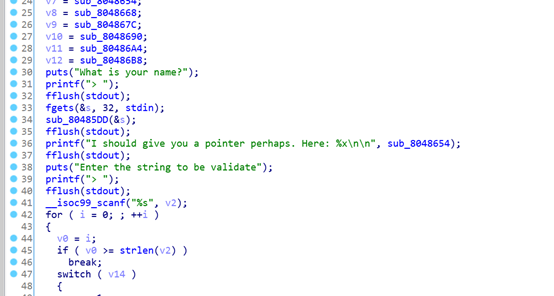 24 v7 = sub_8048654;
25 v8 = sub_8048668;
26 v9 = sub_804867C;
27 v10 = sub_8048690;
28 v11 = sub_80486A4;
29 v12 = sub_80486B8;
30 puts("What is your name?");
31 printf("> ");
32 fflush(stdout);
33 fgets(&s, 32, stdin);
34 sub_80485DD(&s);
35 fflush(stdout);
36 printf("I should give you a pointer perhaps. Here: %x\n\n", sub_8048654);
37 fflush(stdout);
38 puts("Enter the string to be validate");
39 printf("> ");
40 fflush(stdout);
41 __isoc99_scanf("%s", v2);
42 for ( i = 0; ; ++i )
43 {
44 v0 = i;
45 if ( v0 >= strlen(v2) )
46 break;
47 switch ( v14 )
48 {